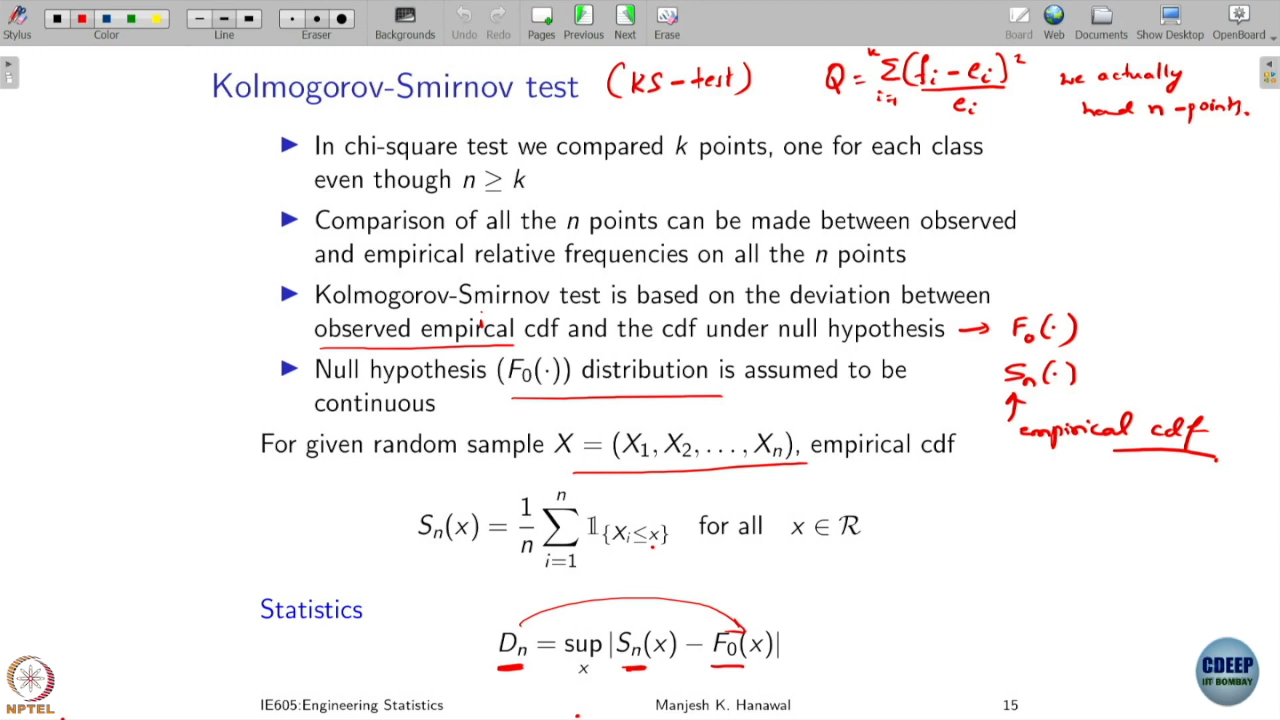 Stylus Color Line Eraser Backgrounds Undo Redo Pages Previous Next Erase Board Web Documents Show Desktop OpenBoard
Kolmogorov-Smirnov test (KS-test) Q = k∑i=1 (fi − ei)² / ei we actually
hand n-points.
▶ In chi-square test we compared k points, one for each class
even though n ≥ k
▶ Comparison of all the n points can be made between observed
and empirical relative frequencies on all the n points
▶ Kolmogorov-Smirnov test is based on the deviation between
observed empircal cdf and the cdf under null hypothesis → F₀(·)
▶ Null hypothesis (F₀(·)) distribution is assumed to be
continuous
Sₙ(·)
↑
empirical cdf
For given random sample X = (X₁, X₂, . . . , Xₙ), empirical cdf
Sₙ(x) = 1/n n∑i=1 𝟙{Xᵢ≤x} for all x ∈ ℛ
Statistics
Dₙ = sup x |Sₙ(x) − F₀(x)|
NPTEL
CDEEP
IIT BOMBAY
IE605:Engineering Statistics Manjesh K. Hanawal 15